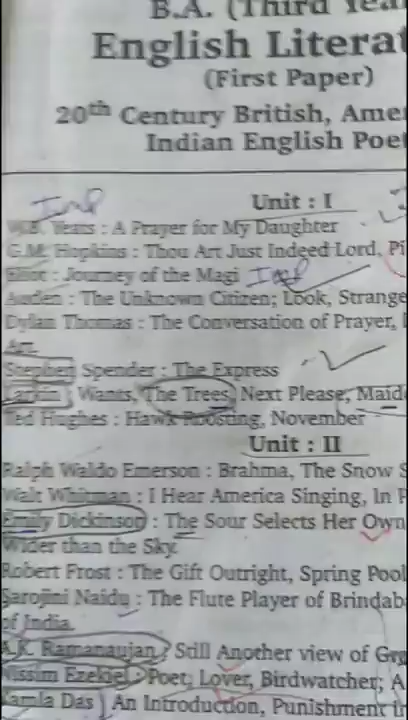 B.A. (Third Yea
English Litera
(First Paper)
20th Century British, Ame
Indian English Poe
Imp
Unit : I
W.B. Yeats : A Prayer for My Daughter
G.M. Hopkins : Thou Art Just Indeed Lord, Pi
Eliot : Journey of the Magi Imp
Auden : The Unknown Citizen; Look, Strange
Dylan Thomas : The Conversation of Prayer,
Art.
Stephen Spender : The Express
Larkin : Wants, The Trees, Next Please, Maid
Ted Hughes : Hawk Roosting, November
Unit : II
Ralph Waldo Emerson : Brahma, The Snow S
Walt Whitman : I Hear America Singing, In P
Emily Dickinson : The Sour Selects Her Own
Wider than the Sky.
Robert Frost : The Gift Outright, Spring Pool
Sarojini Naidu : The Flute Player of Brindab
of India.
A.K. Ramanaujan : Still Another view of Gra
Nissim Ezekiel : Poet, Lover, Birdwatcher; A
Kamla Das : An Introduction, Punishment in